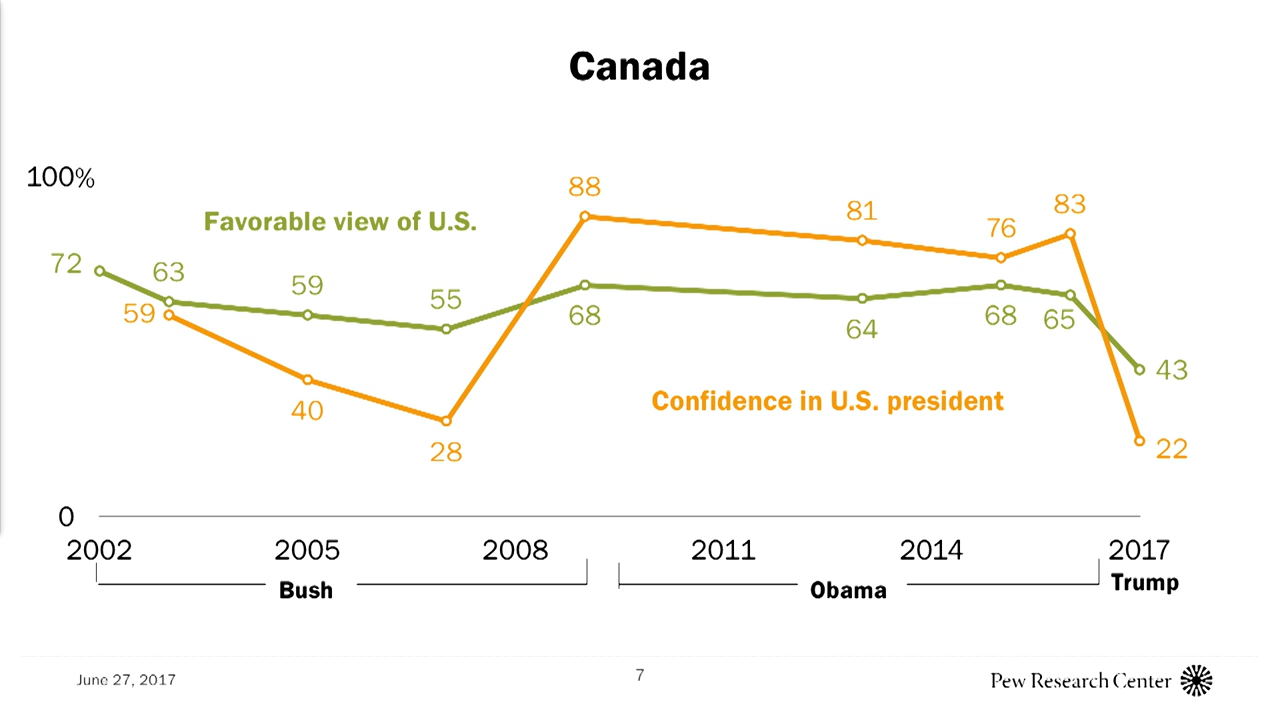 Canada
100%
Favorable view of U.S.
88
81
76
83
72
63
59
59
55
68
64
68
65
43
40
28
22
Confidence in U.S. president
0
2002 2005 2008 2011 2014 2017
Bush Obama Trump
June 27, 2017
7
Pew Research Center